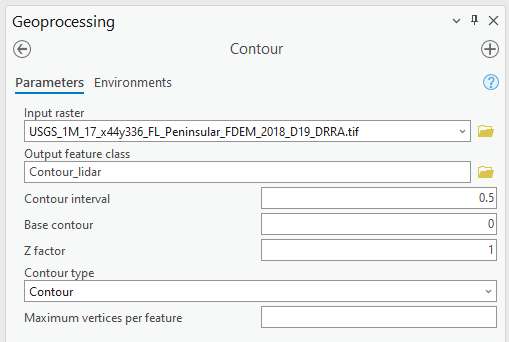 Geoprocessing
Contour
Parameters Environments
Input raster
USGS_1M_17_x44y336_FL_Peninsular_FDEM_2018_D19_DRRA.tif
Output feature class
Contour_lidar
Contour interval 0.5
Base contour 0
Z factor 1
Contour type
Contour
Maximum vertices per feature